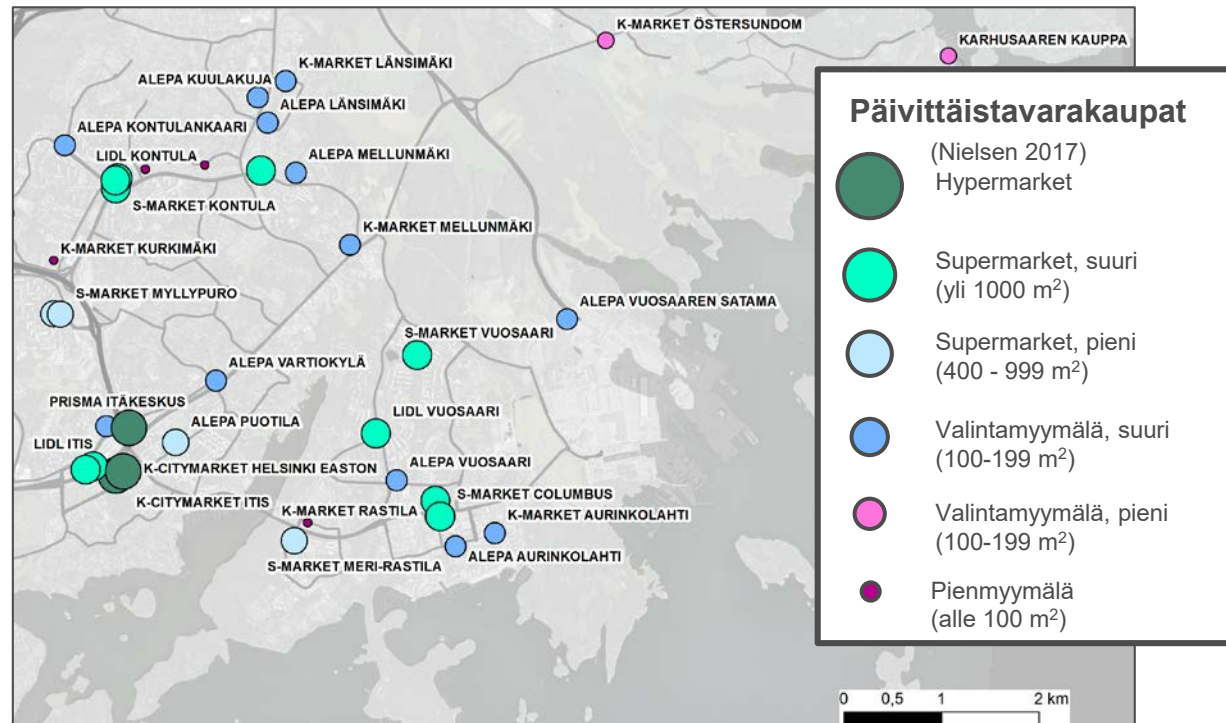 K-MARKET ÖSTERSUNDOM
KARHUSAAREN KAUPPA
K-MARKET LÄNSIMÄKI
ALEPA KUULAKUJA
ALEPA LÄNSIMÄKI
ALEPA KONTULANKAARI
LIDL KONTULA
ALEPA MELLUNMÄKI
S-MARKET KONTULA
K-MARKET MELLUNMÄKI
K-MARKET KURKIMÄKI
S-MARKET MYLLYPURO
ALEPA VUOSAAREN SATAMA
S-MARKET VUOSAARI
ALEPA VARTIOKYLÄ
PRISMA ITÄKESKUS
ALEPA PUOTILA
LIDL VUOSAARI
LIDL ITIS
K-CITYMARKET HELSINKI EASTON
ALEPA VUOSAARI
S-MARKET COLUMBUS
K-CITYMARKET ITIS
K-MARKET RASTILA
K-MARKET AURINKOLAHTI
ALEPA AURINKOLAHTI
S-MARKET MERI-RASTILA
Päivittäistavarakaupat
(Nielsen 2017)
Hypermarket
Supermarket, suuri
(yli 1000 m²)
Supermarket, pieni
(400 - 999 m²)
Valintamyymälä, suuri
(100-199 m²)
Valintamyymälä, pieni
(100-199 m²)
Pienmyymälä
(alle 100 m²)
0 0,5 1 2 km